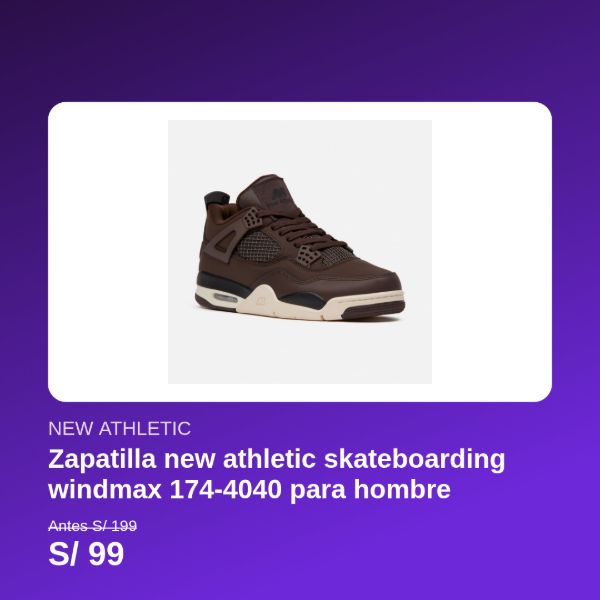 NEW ATHLETIC
Zapatilla new athletic skateboarding
windmax 174-4040 para hombre
Antes S/ 199
S/ 99